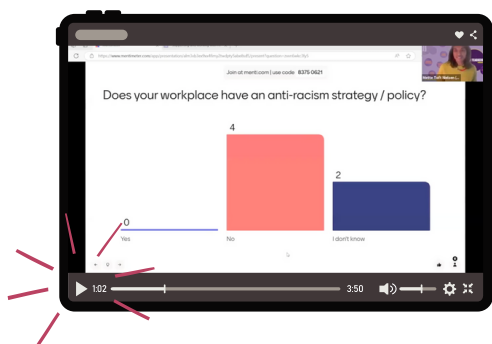 Join at menti.com | use code 8375 0621
Does your workplace have an anti-racism strategy / policy?
4
2
0
Yes
No
I don't know
1:02
3:50